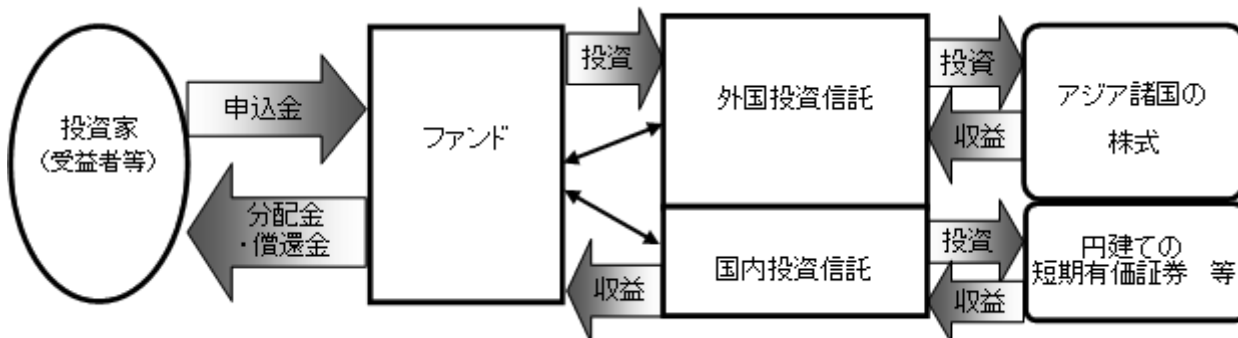 投資家
（受益者等）
申込金
分配金
・償還金
ファンド
投資
収益
外国投資信託
国内投資信託
投資
収益
投資
収益
アジア諸国の
株式
円建ての
短期有価証券　等